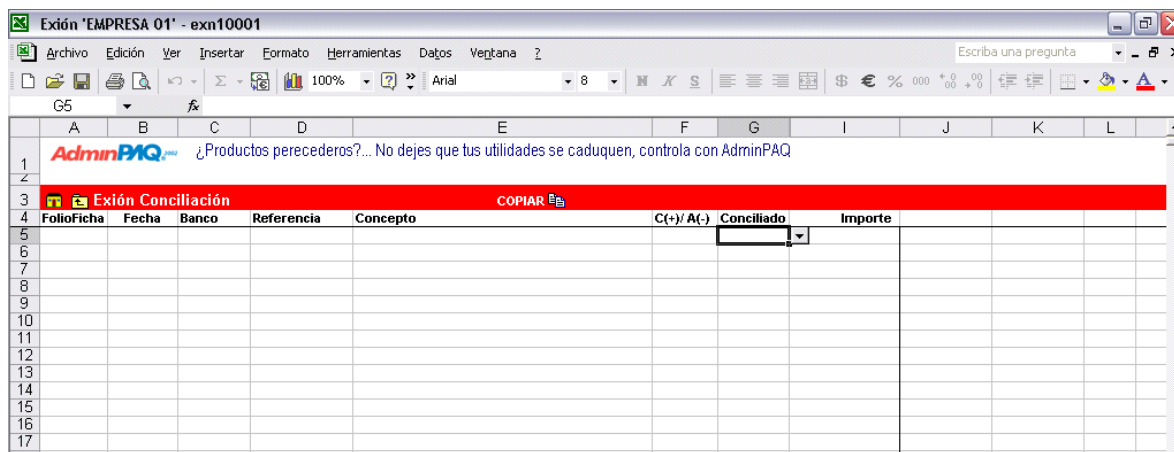 Exión 'EMPRESA 01' - exn10001
Archivo Edición Ver Insertar Formato Herramientas Datos Ventana ? Escriba una pregunta
100% Arial 8 N K S $ € % 000
G5 fx
A B C D E F G I J K L
1 AdminPAQ ¿Productos perecederos?... No dejes que tus utilidades se caduquen, controla con AdminPAQ
2
3 Exión Conciliación COPIAR
4 FolioFicha Fecha Banco Referencia Concepto C(+)/ A(-) Conciliado Importe
5
6
7
8
9
10
11
12
13
14
15
16
17